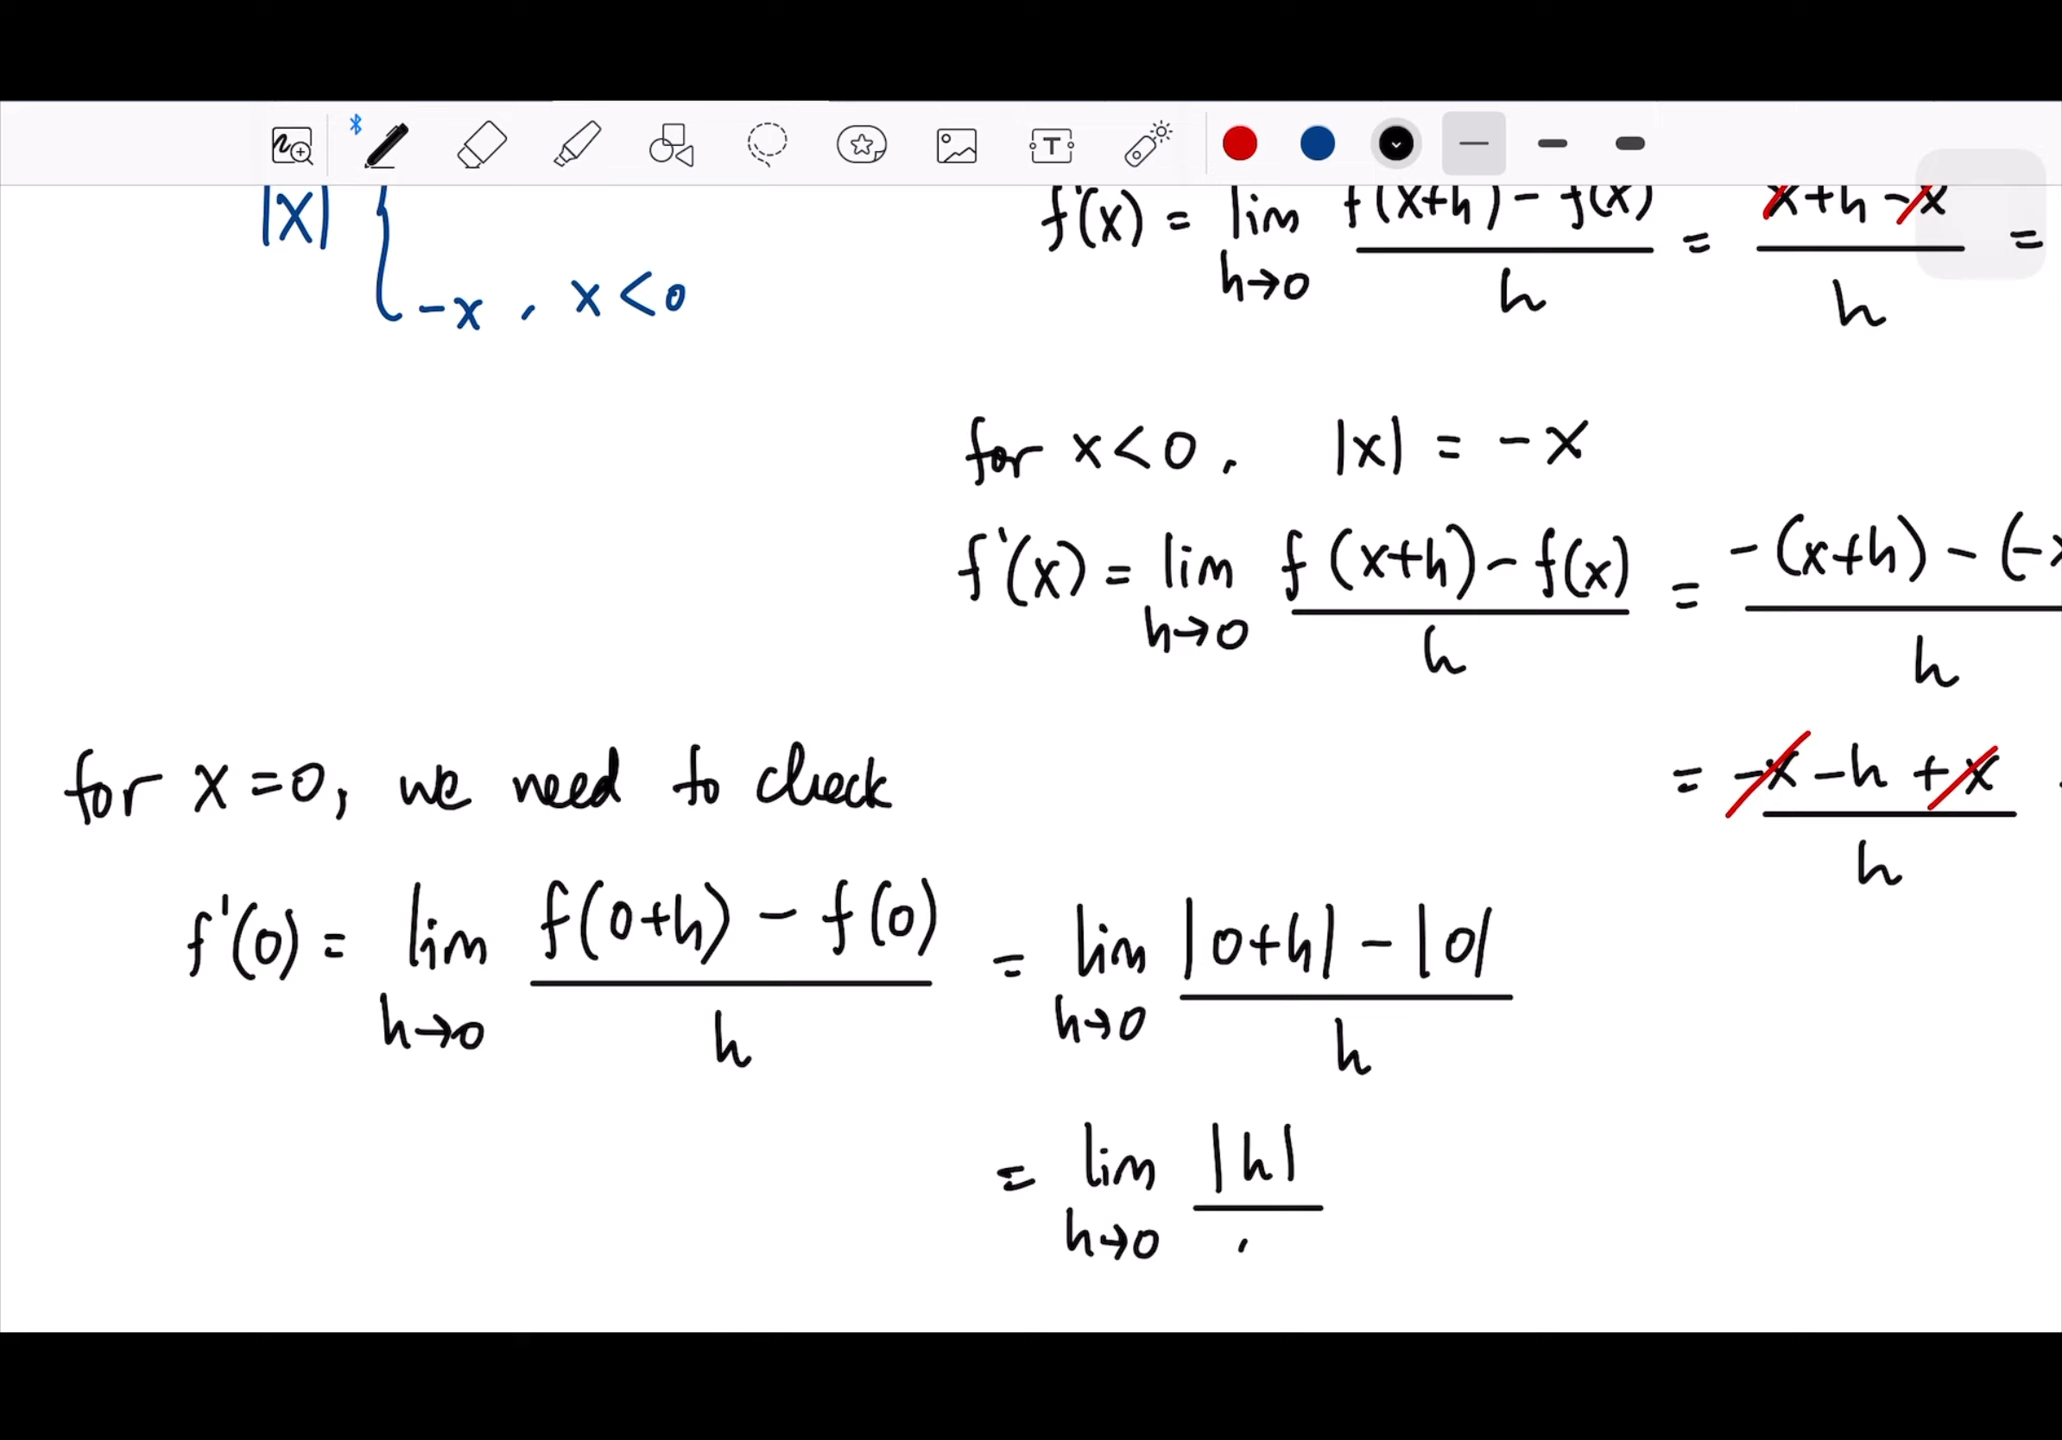 |x| {
f'(x) = lim h→0 f(x+h) - f(x) / h = x+h-x / h =
-x , x<0
for x<0, |x| = -x
f'(x) = lim h→0 f(x+h) - f(x) / h = -(x+h) - (-x / h
= -x-h+x / h
for x=0, we need to check
f'(0) = lim h→0 f(0+h) - f(0) / h = lim h→0 |0+h| - |0| / h
= lim h→0 |h|